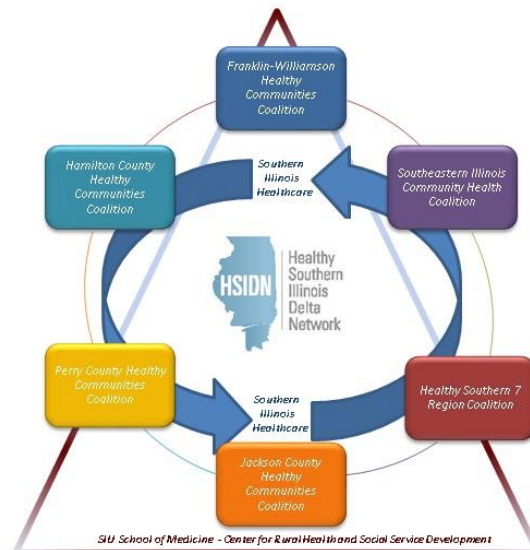 Franklin-Williamson
Healthy
Communities
Coalition
Hamilton County
Healthy
Communities
Coalition
Southern
Illinois
Healthcare
Southeastern Illinois
Community Health
Coalition
HSIDN
Healthy
Southern
Illinois
Delta
Network
Perry County Healthy
Communities
Coalition
Southern
Illinois
Healthcare
Healthy Southern 7
Region Coalition
Jackson County
Healthy
Communities
Coalition
SIU School of Medicine - Center for Rural Health and Social Service Development